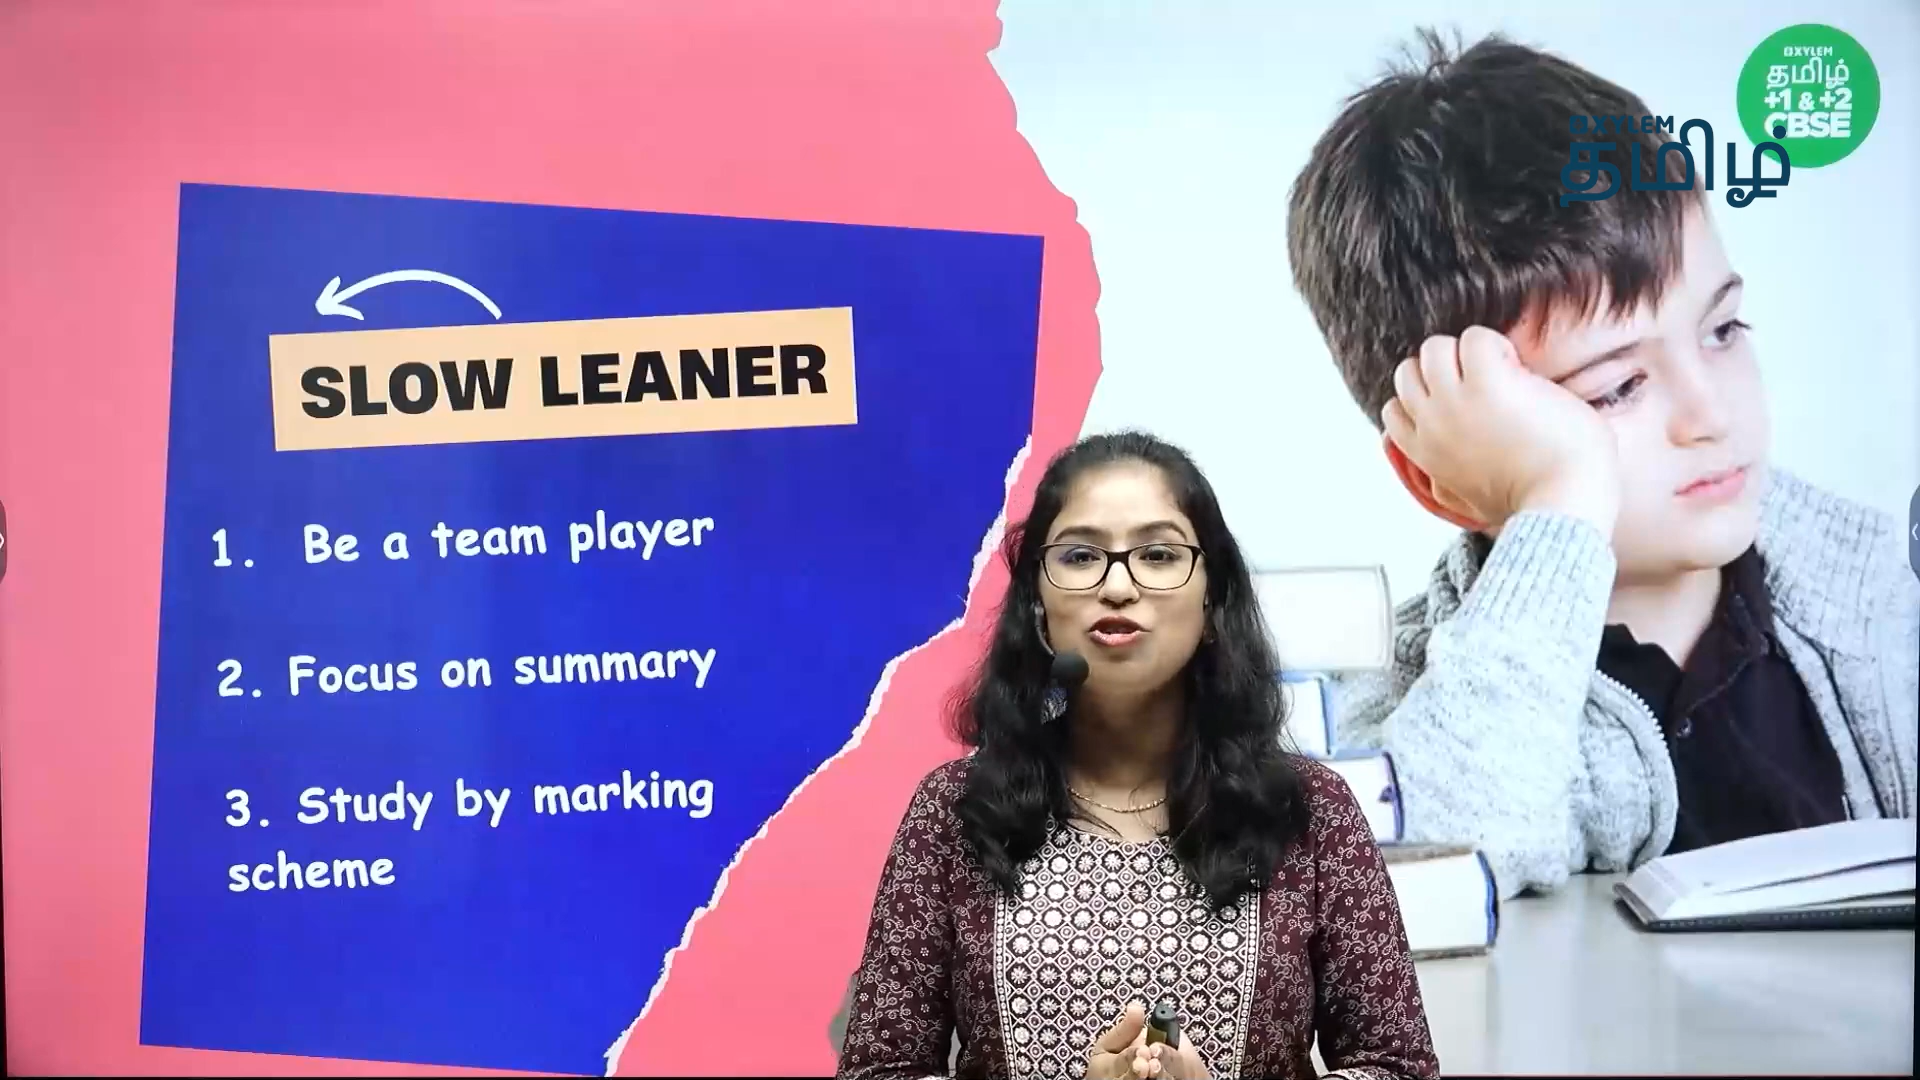 XYLEM
தமிழ்
+1 & +2
CBSE
XYLEM
தமிழ்
SLOW LEANER
1. Be a team player
2. Focus on summary
3. Study by marking
scheme